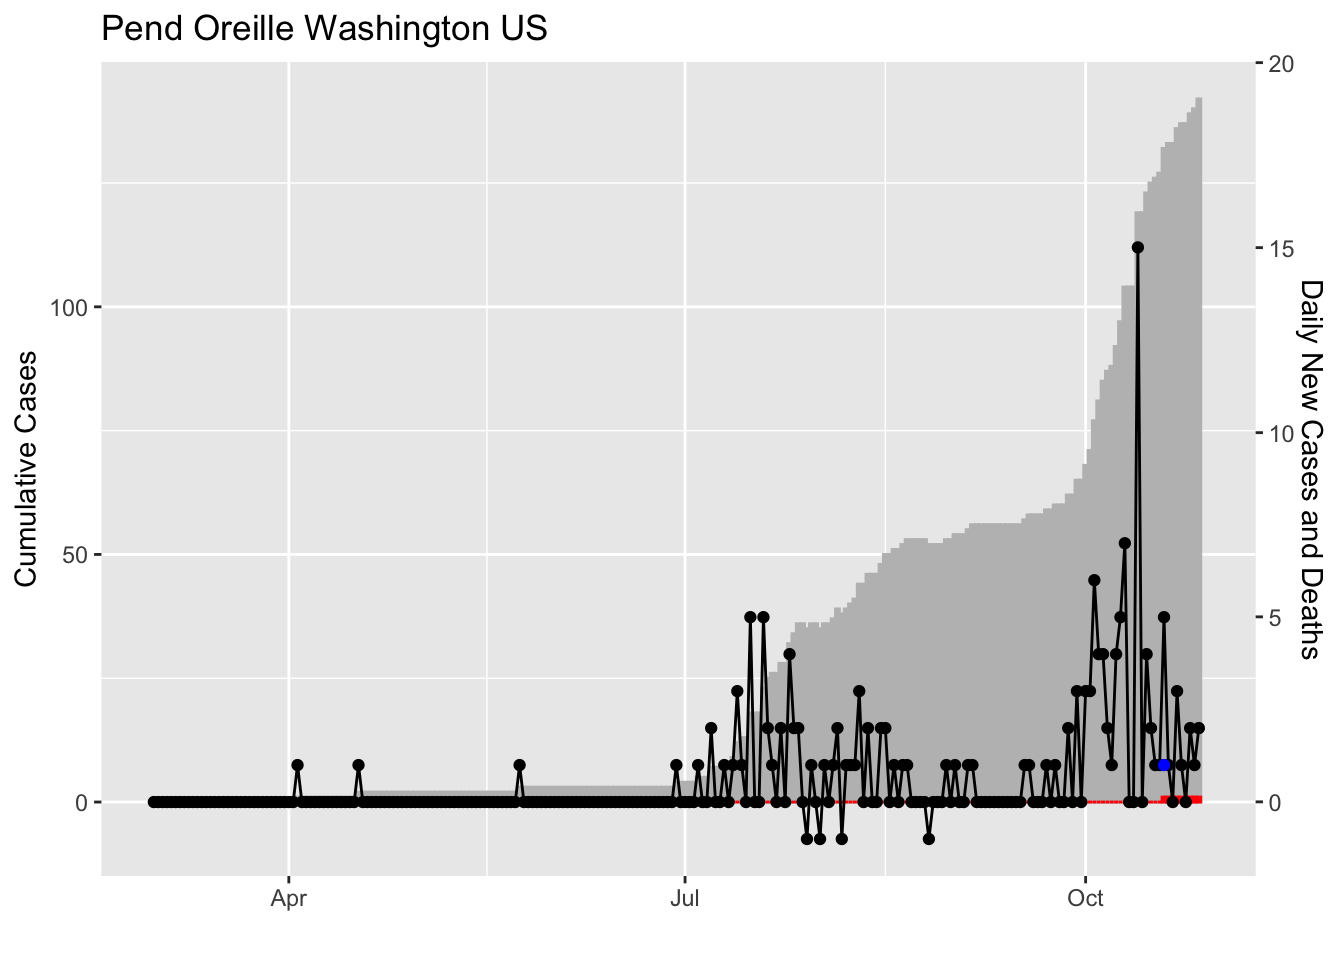 Pend Oreille Washington US
20
15
10
5
0
100
50
0
Cumulative Cases
Daily New Cases and Deaths
Apr
Jul
Oct